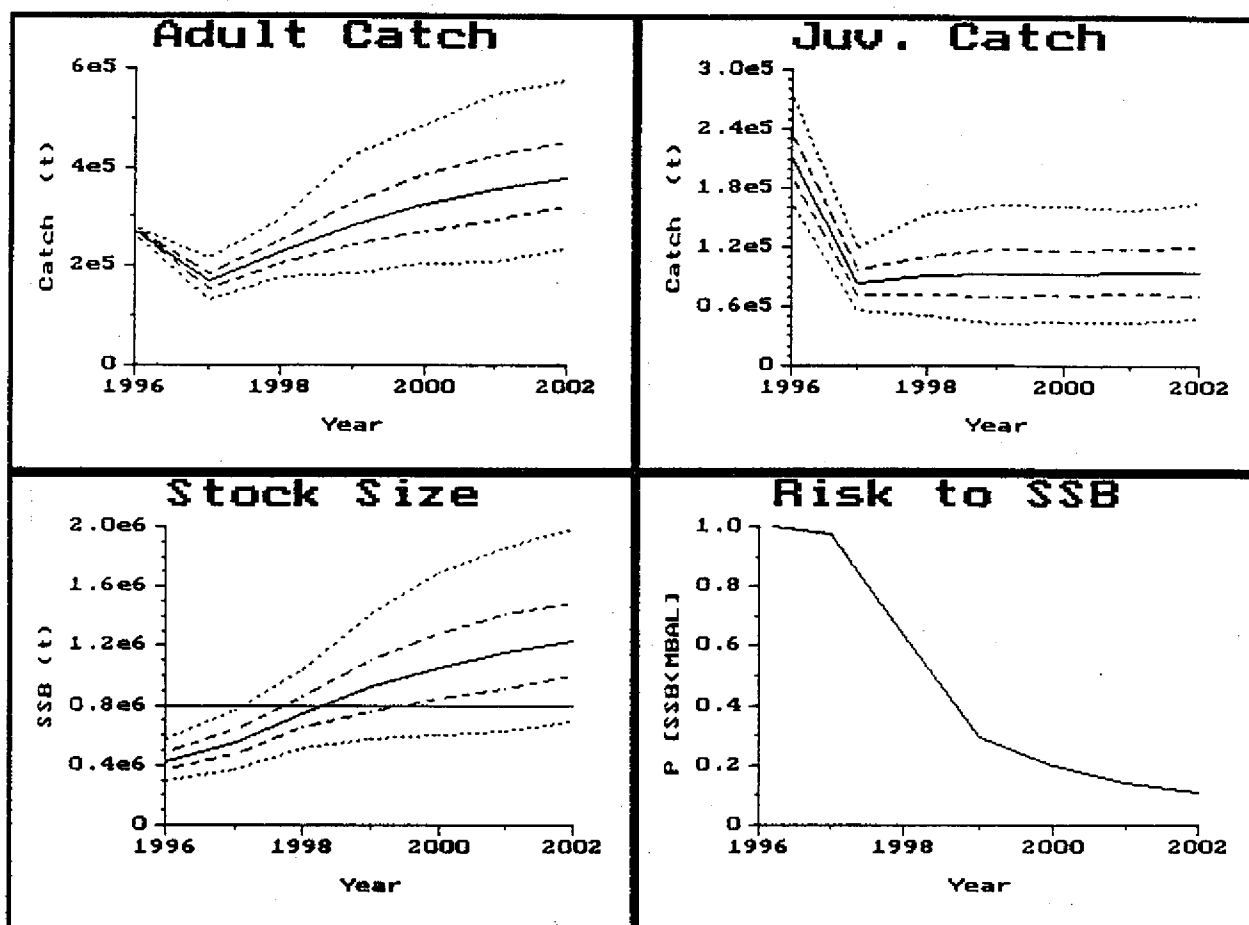 Adult Catch
6e5
4e5
2e5
0
Catch (t)
1996 1998 2000 2002
Year
Juv. Catch
3.0e5
2.4e5
1.8e5
1.2e5
0.6e5
0
Catch (t)
1996 1998 2000 2002
Year
Stock Size
2.0e6
1.6e6
1.2e6
0.8e6
0.4e6
0
SSB (t)
1996 1998 2000 2002
Year
Risk to SSB
1.0
0.8
0.6
0.4
0.2
0
P [SSB<MBAL]
1996 1998 2000 2002
Year